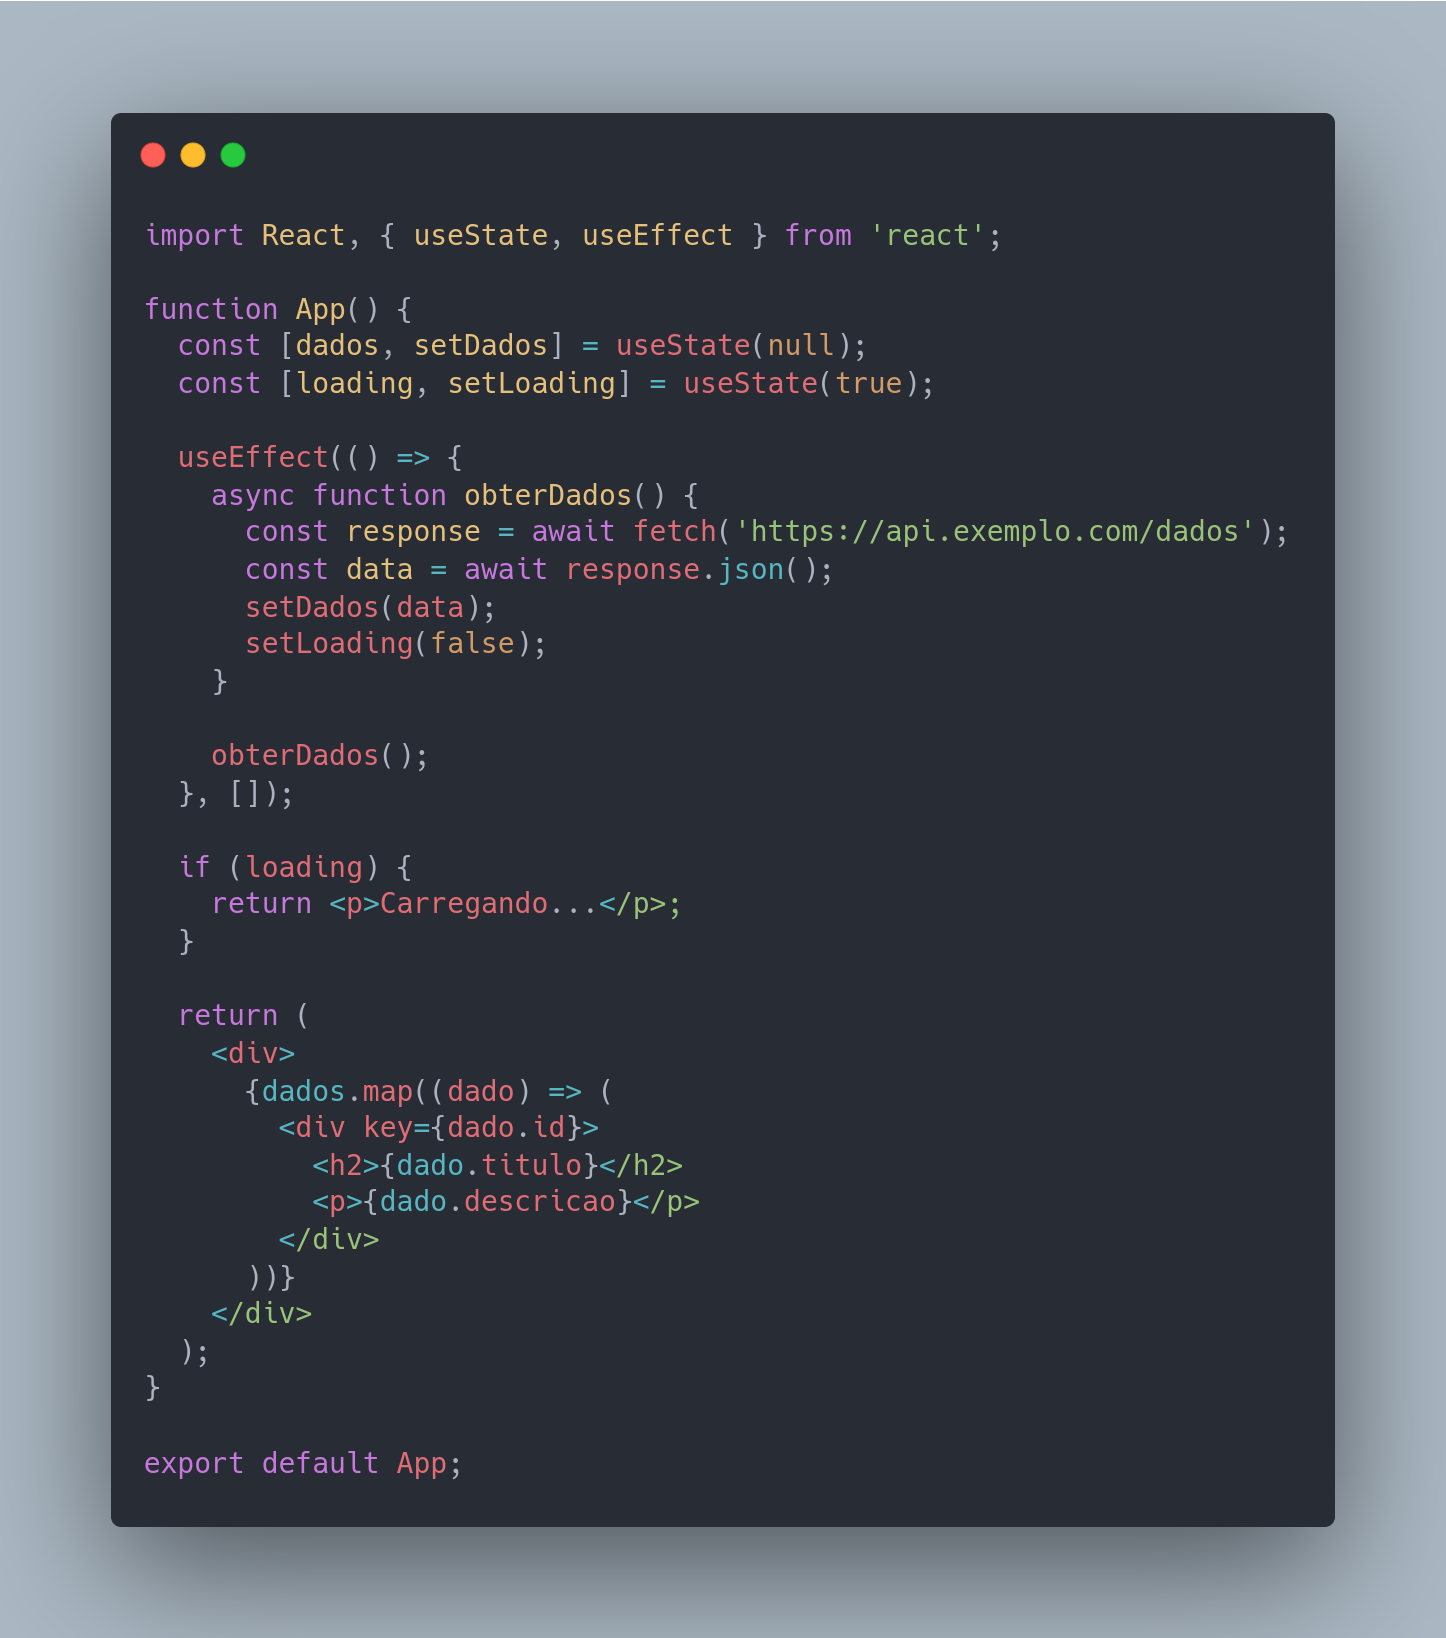 import React, { useState, useEffect } from 'react';

function App() {
  const [dados, setDados] = useState(null);
  const [loading, setLoading] = useState(true);

  useEffect(() => {
    async function obterDados() {
      const response = await fetch('https://api.exemplo.com/dados');
      const data = await response.json();
      setDados(data);
      setLoading(false);
    }

    obterDados();
  }, []);

  if (loading) {
    return <p>Carregando...</p>;
  }

  return (
    <div>
      {dados.map((dado) => (
        <div key={dado.id}>
          <h2>{dado.titulo}</h2>
          <p>{dado.descricao}</p>
        </div>
      ))}
    </div>
  );
}

export default App;